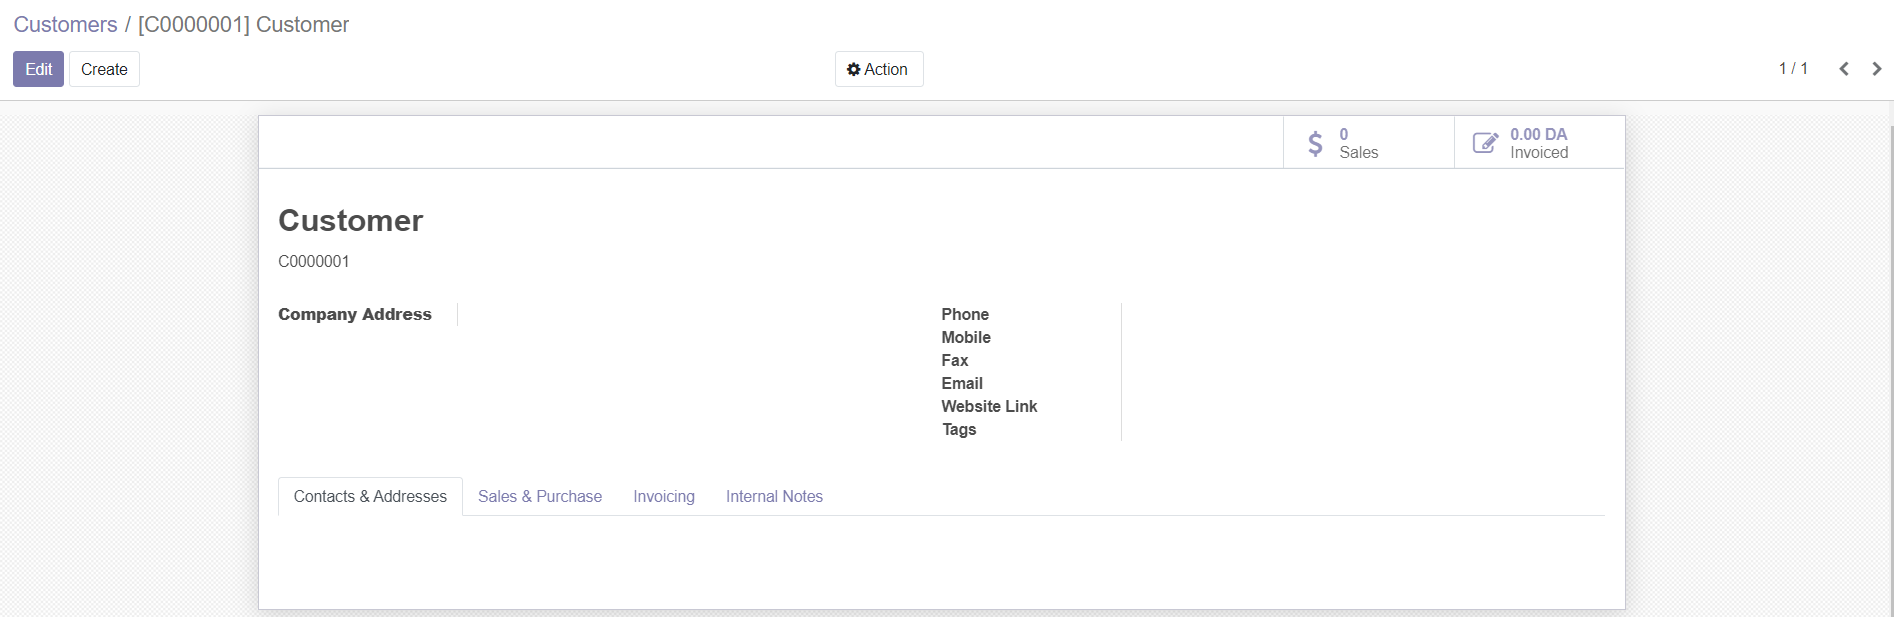 Customers / [C0000001] Customer
Edit Create Action 1 / 1
0
Sales
0.00 DA
Invoiced
Customer
C0000001
Company Address
Phone
Mobile
Fax
Email
Website Link
Tags
Contacts & Addresses Sales & Purchase Invoicing Internal Notes